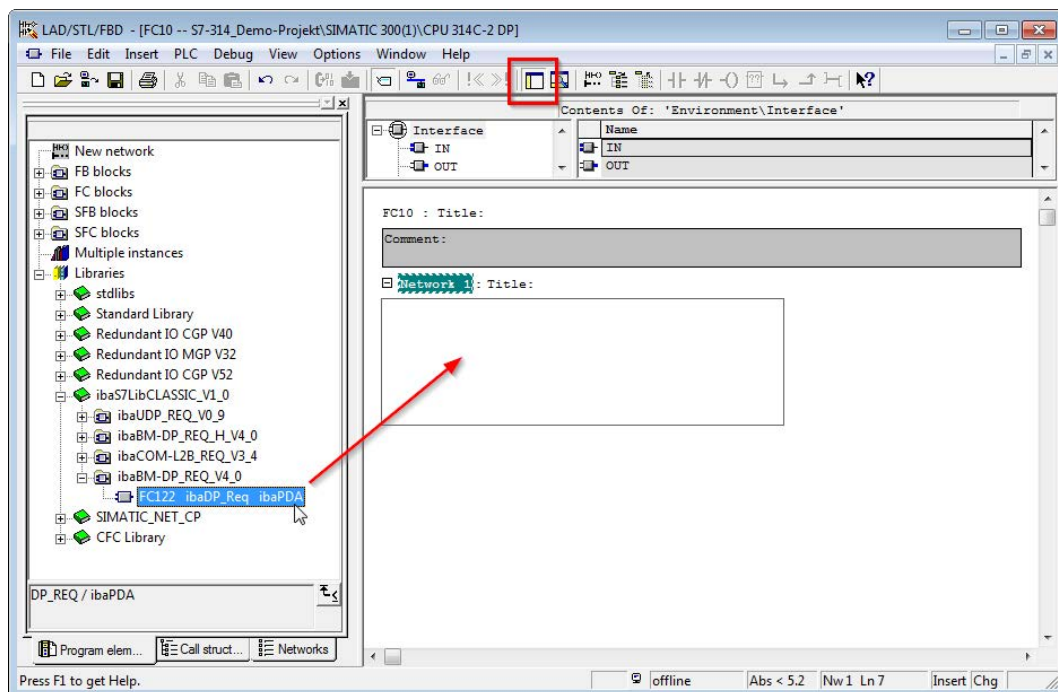 LAD/STL/FBD - [FC10 -- S7-314_Demo-Projekt\SIMATIC 300(1)\CPU 314C-2 DP]
File Edit Insert PLC Debug View Options Window Help
New network
FB blocks
FC blocks
SFB blocks
SFC blocks
Multiple instances
Libraries
stdlibs
Standard Library
Redundant IO CGP V40
Redundant IO MGP V32
Redundant IO CGP V52
ibaS7LibCLASSIC_V1_0
ibaUDP_REQ_V0_9
ibaBM-DP_REQ_H_V4_0
ibaCOM-L2B_REQ_V3_4
ibaBM-DP_REQ_V4_0
FC122 ibaDP_Req ibaPDA
SIMATIC_NET_CP
CFC Library
DP_REQ / ibaPDA
Program elem... Call struct... Networks
Contents Of: 'Environment\Interface'
Interface
IN
OUT
Name
IN
OUT
FC10 : Title:
Comment:
Network 1: Title:
Press F1 to get Help.
offline Abs < 5.2 Nw 1 Ln 7 Insert Chg